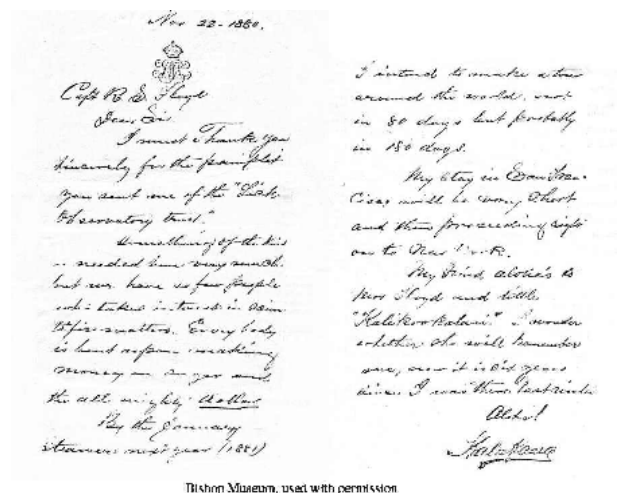 Nov 22 - 1880.
Capt R. S. Floyd
Dear Sir
I must Thank you
sincerely for the pamphlet
you sent me of the "Lick
Observatory trust."
Something of the kind
is needed here very much
but we have so few people
who takes interest in scien
tific matters. Every body
is bent upon making
money on sugar and
the all mighty dollar
By the January
steamer next year (1881)
I intend to make a tour
around the world, not
in 80 days but probably
in 180 days.
My stay in San Fran
cisco will be very short
and then proceeding right
on to New York.
My kind aloha's to
Mrs Floyd and little
I wonder
whether she will remember
me, now it is six years
since I was there last
Aloha!
Kalakaua
Bishop Museum, used with permission